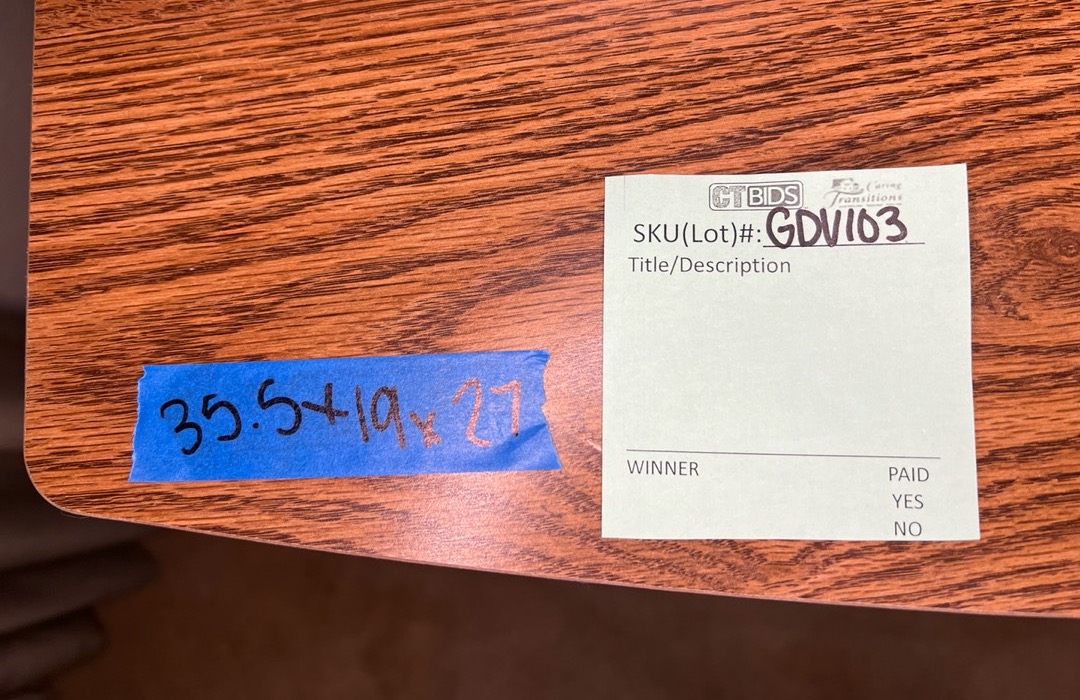 CTBIDS Caring Transitions
SKU(Lot)#: GDV103
Title/Description
35.5x19x27
WINNER PAID
YES
NO